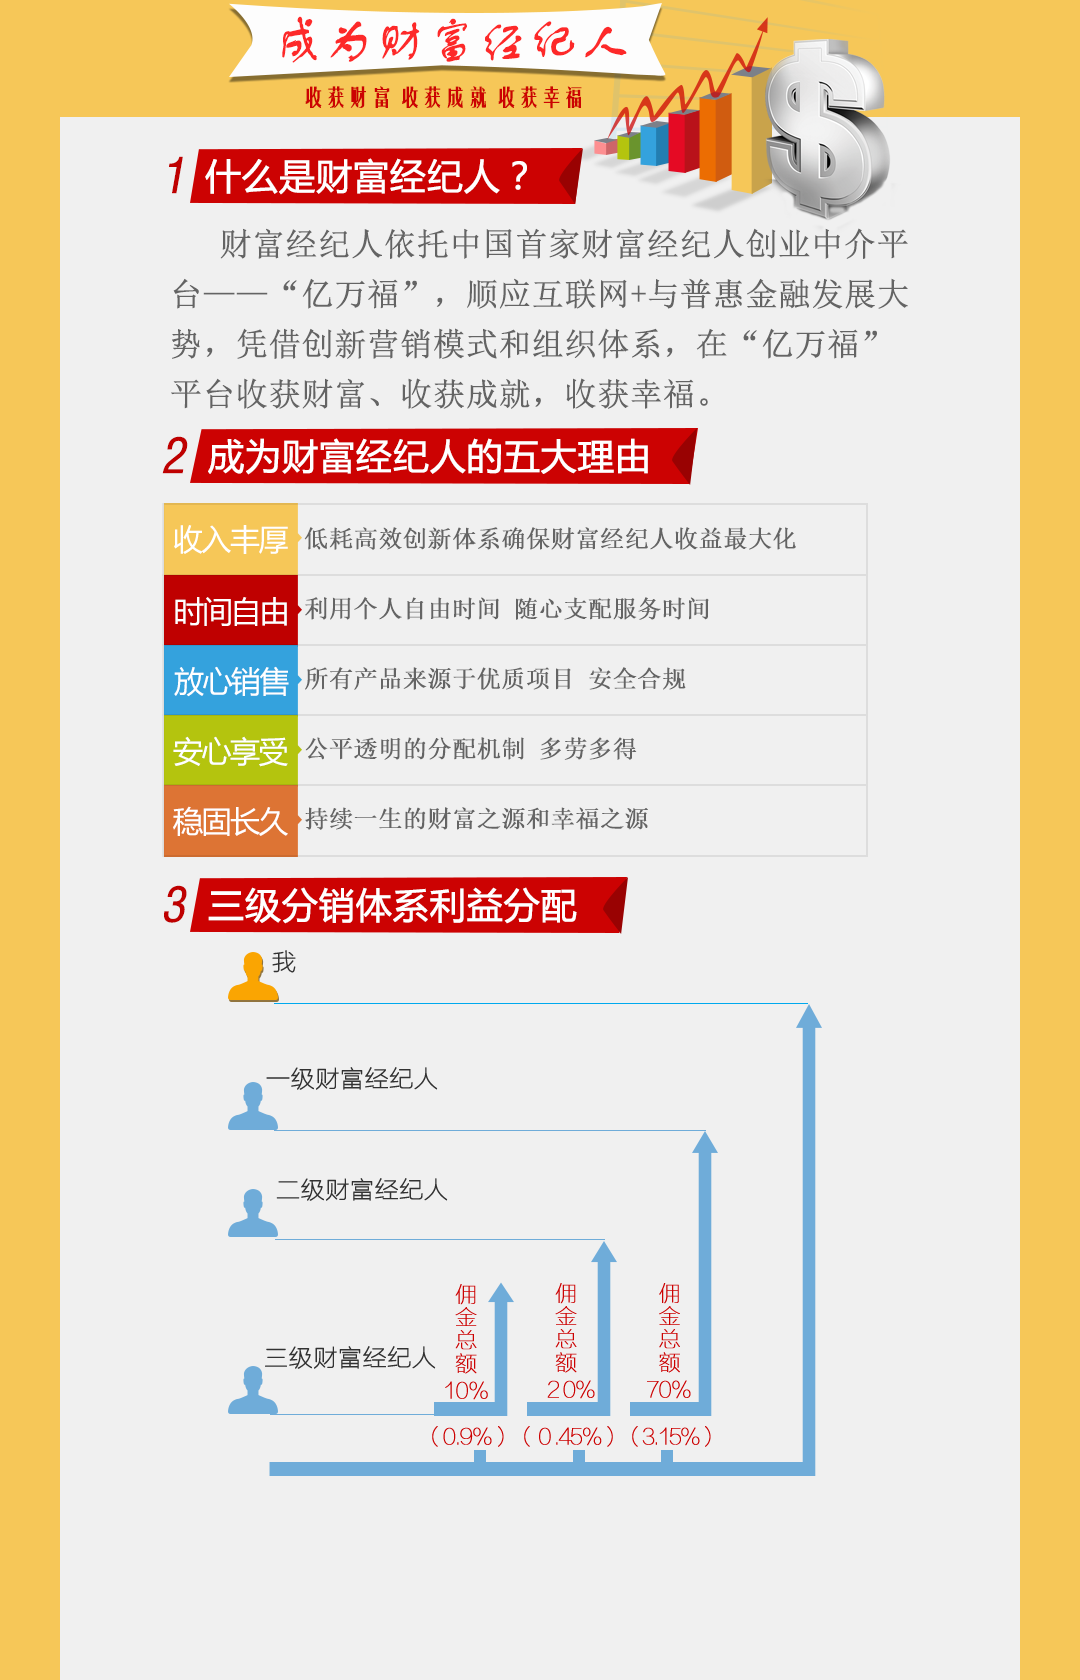 成为财富经纪人
收获财富 收获成就 收获幸福
1 什么是财富经纪人？
财富经纪人依托中国首家财富经纪人创业中介平
台——“亿万福”，顺应互联网+与普惠金融发展大
势，凭借创新营销模式和组织体系，在“亿万福”
平台收获财富、收获成就，收获幸福。
2 成为财富经纪人的五大理由
收入丰厚 低耗高效创新体系确保财富经纪人收益最大化
时间自由 利用个人自由时间 随心支配服务时间
放心销售 所有产品来源于优质项目 安全合规
安心享受 公平透明的分配机制 多劳多得
稳固长久 持续一生的财富之源和幸福之源
3 三级分销体系利益分配
我
一级财富经纪人
二级财富经纪人
三级财富经纪人
佣金总额10%
佣金总额20%
佣金总额70%
（0.9%）（0.45%）（3.15%）